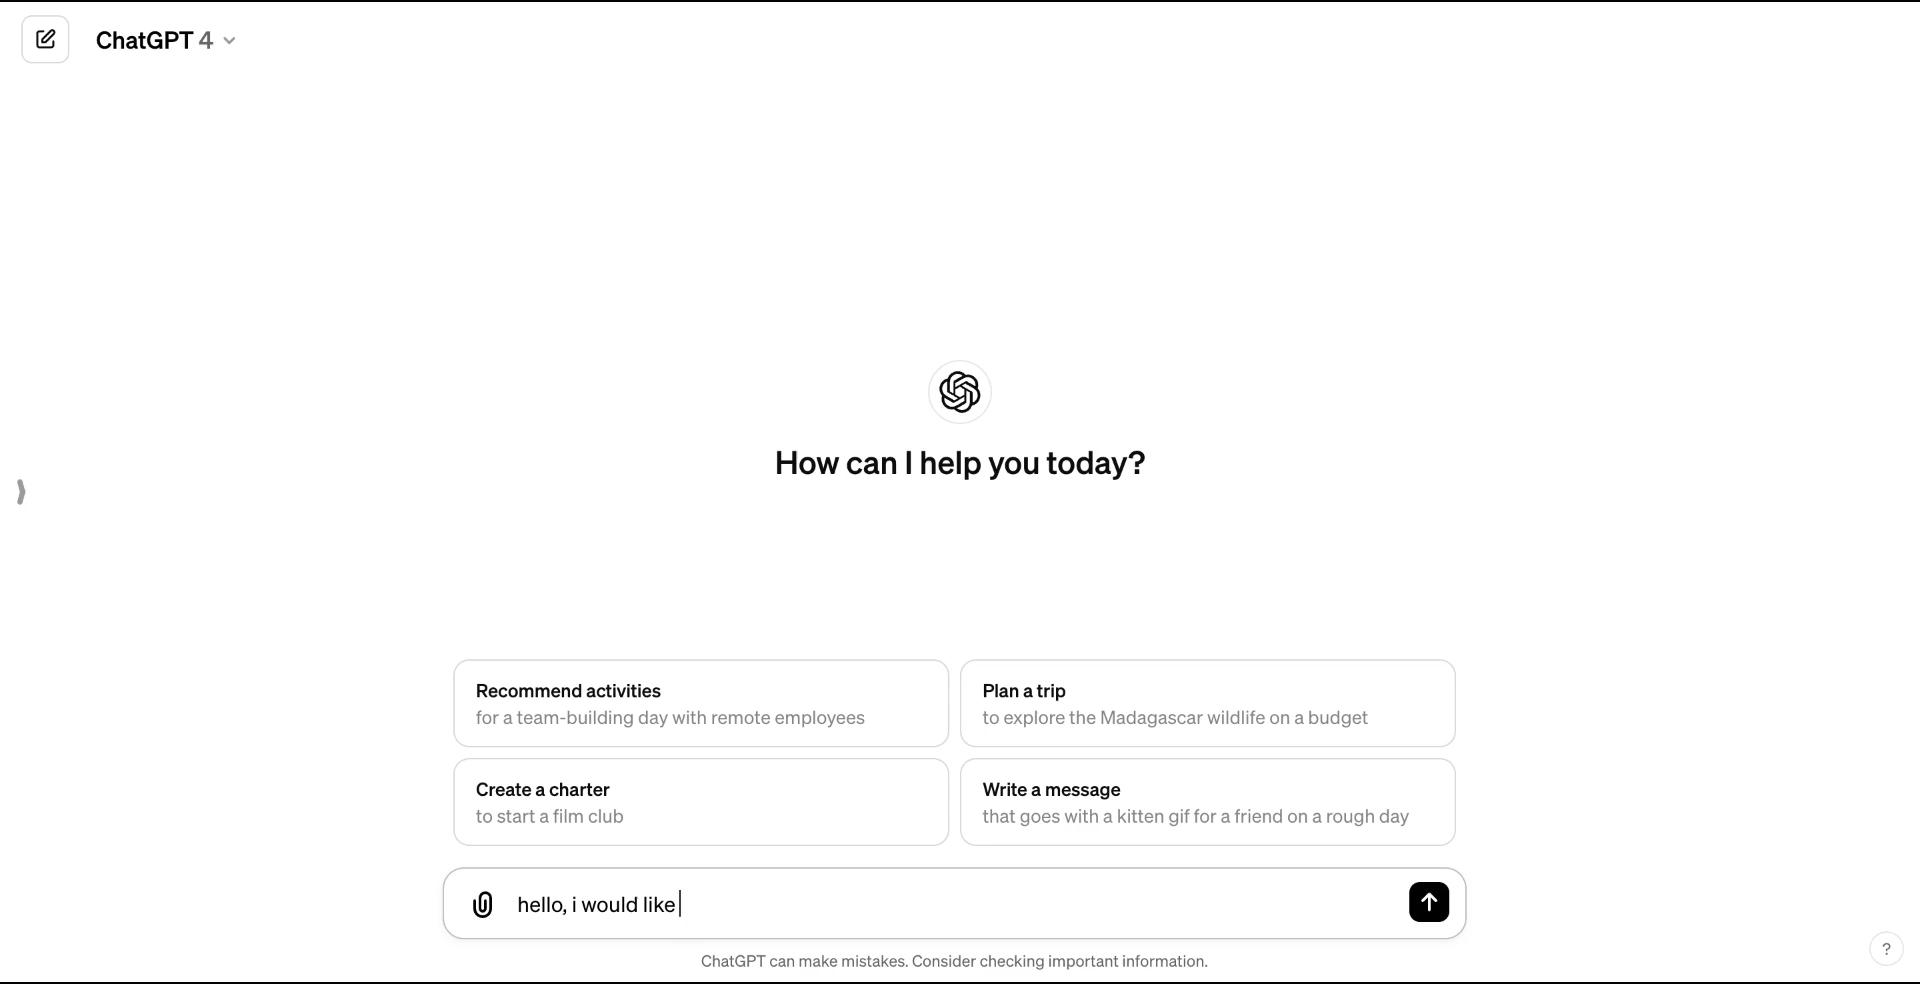 ChatGPT 4
How can I help you today?
Recommend activities
for a team-building day with remote employees
Plan a trip
to explore the Madagascar wildlife on a budget
Create a charter
to start a film club
Write a message
that goes with a kitten gif for a friend on a rough day
hello, i would like
ChatGPT can make mistakes. Consider checking important information.
?